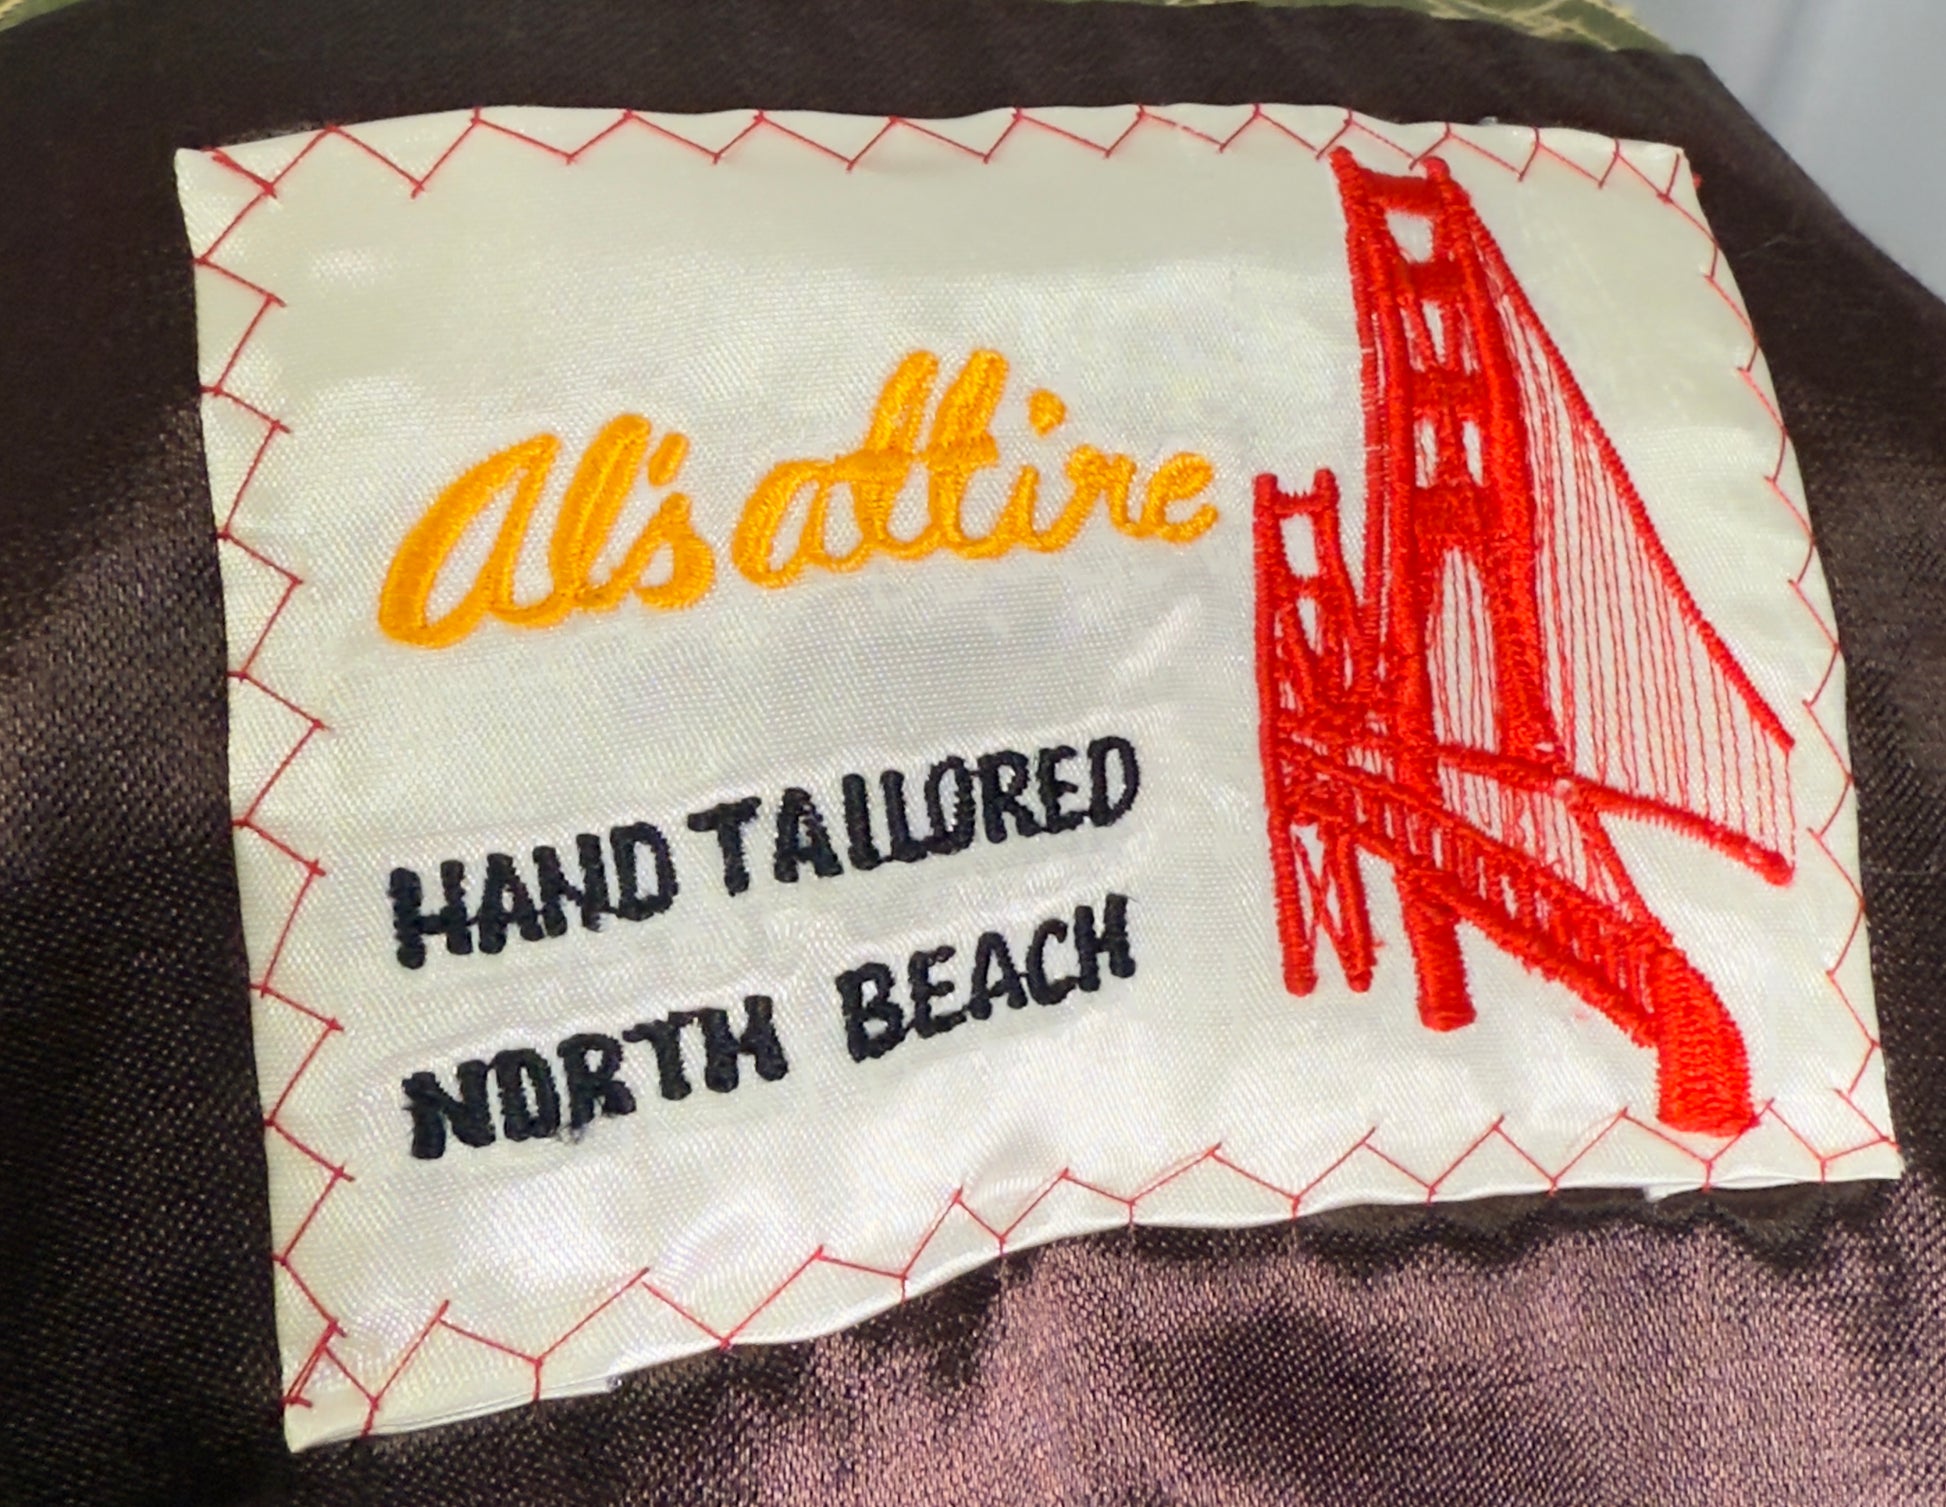 Al's attire
HAND TAILORED
NORTH BEACH